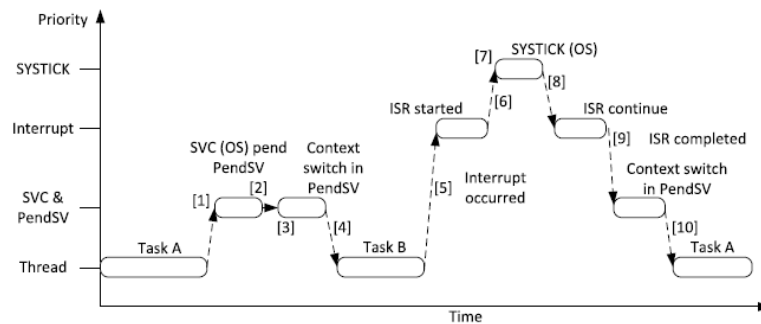 Priority
SYSTICK (OS)
[7]
SYSTICK
[8]
ISR started
[6]
ISR continue
Interrupt
[9]
ISR completed
SVC (OS) pend
PendSV
Context
switch in
PendSV
Context switch
in PendSV
[1]
[2]
[5]
Interrupt
occurred
SVC &
PendSV
[3]
[4]
[10]
Task A
Task B
Task A
Thread
Time